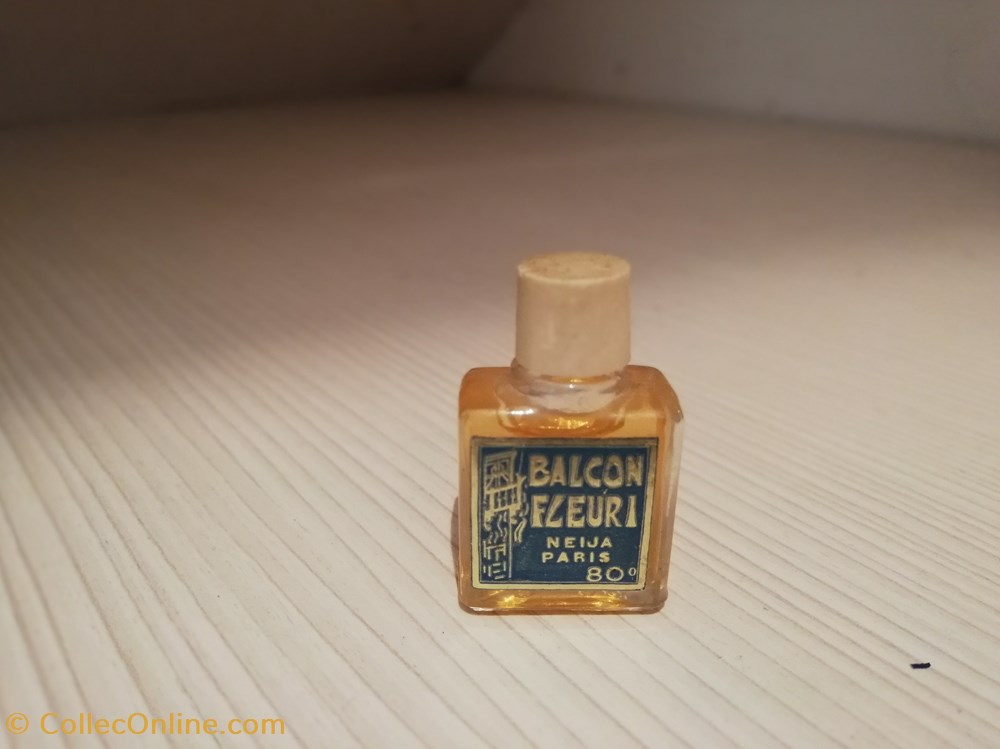 BALCON
FLEURI
NEIJA
PARIS
80°
© CollecOnline.com